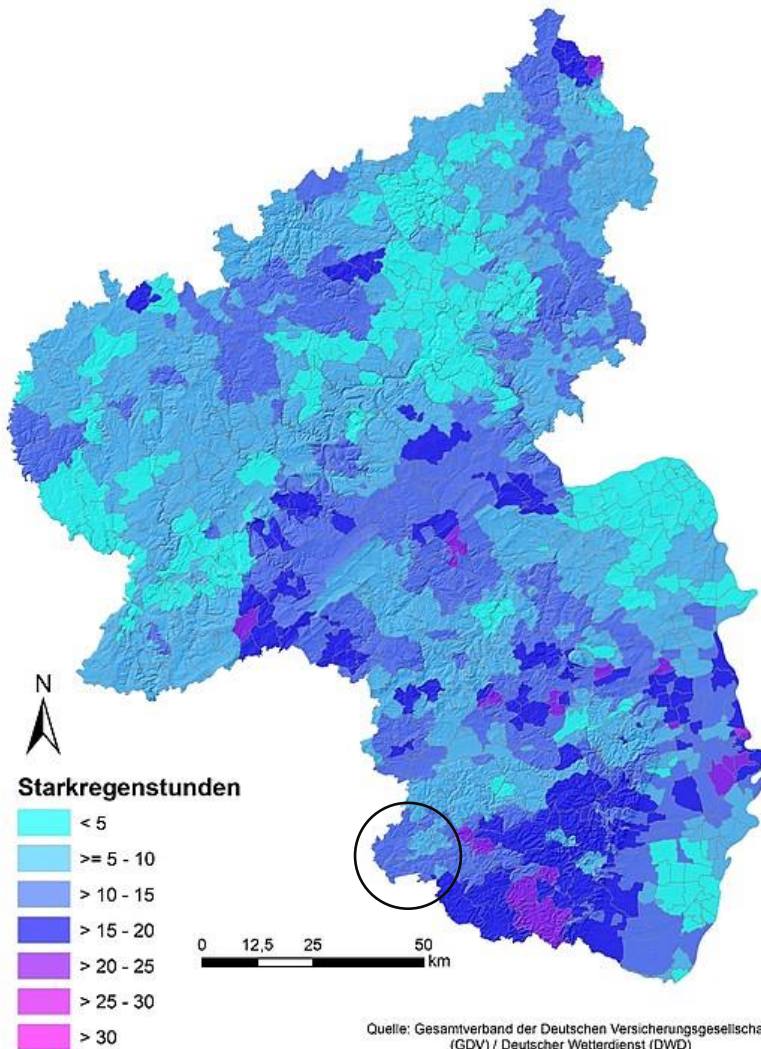 N
Starkregenstunden
< 5
>= 5 - 10
> 10 - 15
> 15 - 20
> 20 - 25
> 25 - 30
> 30
0 12,5 25 50
km
Quelle: Gesamtverband der Deutschen Versicherungsgesellscha
(GDV) / Deutscher Wetterdienst (DWD)